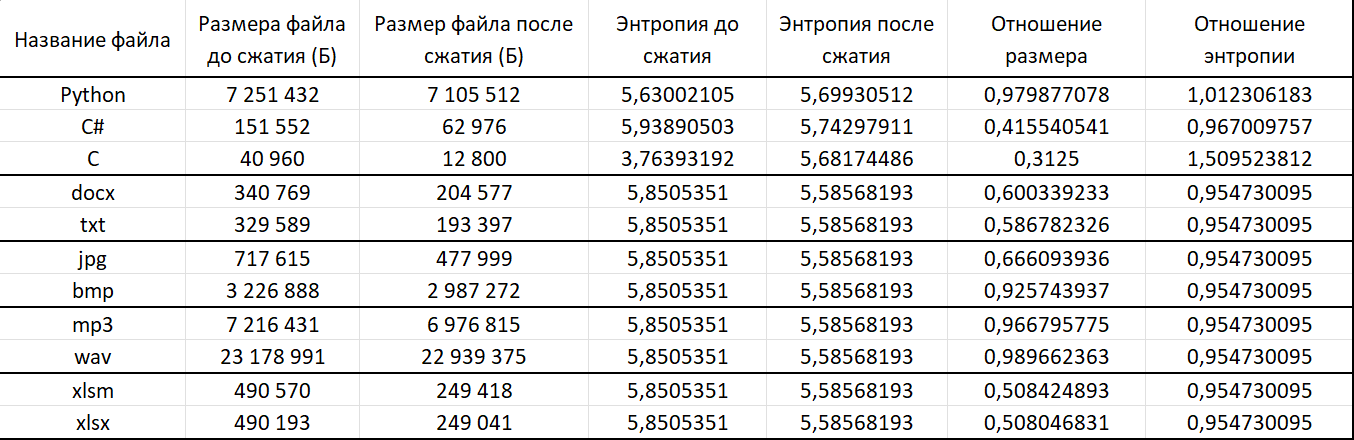 Название файла Размера файла до сжатия (Б) Размер файла после сжатия (Б) Энтропия до сжатия Энтропия после сжатия Отношение размера Отношение энтропии
Python 7 251 432 7 105 512 5,63002105 5,69930512 0,979877078 1,012306183
C# 151 552 62 976 5,93890503 5,74297911 0,415540541 0,967009757
C 40 960 12 800 3,76393192 5,68174486 0,3125 1,509523812
docx 340 769 204 577 5,8505351 5,58568193 0,600339233 0,954730095
txt 329 589 193 397 5,8505351 5,58568193 0,586782326 0,954730095
jpg 717 615 477 999 5,8505351 5,58568193 0,666093936 0,954730095
bmp 3 226 888 2 987 272 5,8505351 5,58568193 0,925743937 0,954730095
mp3 7 216 431 6 976 815 5,8505351 5,58568193 0,966795775 0,954730095
wav 23 178 991 22 939 375 5,8505351 5,58568193 0,989662363 0,954730095
xlsm 490 570 249 418 5,8505351 5,58568193 0,508424893 0,954730095
xlsx 490 193 249 041 5,8505351 5,58568193 0,508046831 0,954730095